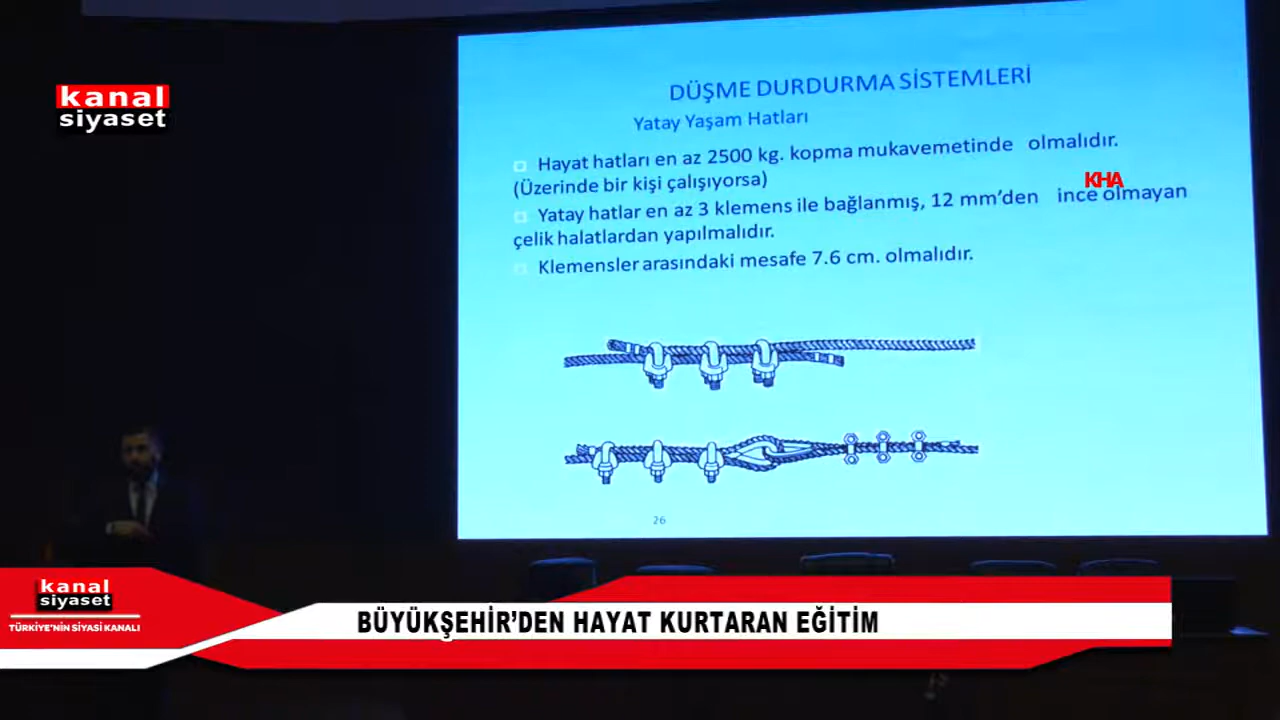 kanal
siyaset
DÜŞME DURDURMA SİSTEMLERİ
Yatay Yaşam Hatları
Hayat hatları en az 2500 kg. kopma mukavemetinde olmalıdır.
(Üzerinde bir kişi çalışıyorsa)
KHA
Yatay hatlar en az 3 klemens ile bağlanmış, 12 mm’den ince olmayan
çelik halatlardan yapılmalıdır.
Klemensler arasındaki mesafe 7.6 cm. olmalıdır.
26
kanal
siyaset
TÜRKİYE'NİN SİYASİ KANALI
BÜYÜKŞEHİR’DEN HAYAT KURTARAN EĞİTİM